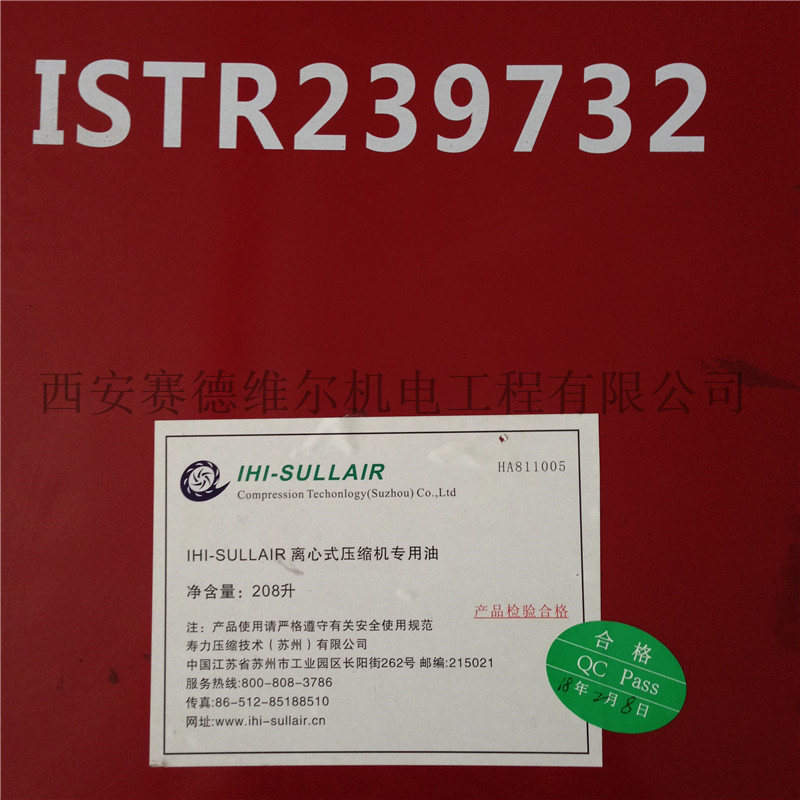 ISTR239732
西安赛德维尔机电工程有限公司
IHI-SULLAIR
HA811005
Compression Techonlogy(Suzhou) Co.,Ltd
IHI-SULLAIR 离心式压缩机专用油
净含量：208升
产品检验合格
注：产品使用请严格遵守有关安全使用规范
寿力压缩技术（苏州）有限公司
中国江苏省苏州市工业园区长阳街262号 邮编:215021
服务热线:800-808-3786
传真:86-512-85188510
网址:www.ihi-sullair.cn
合格
QC Pass
18年2月8日